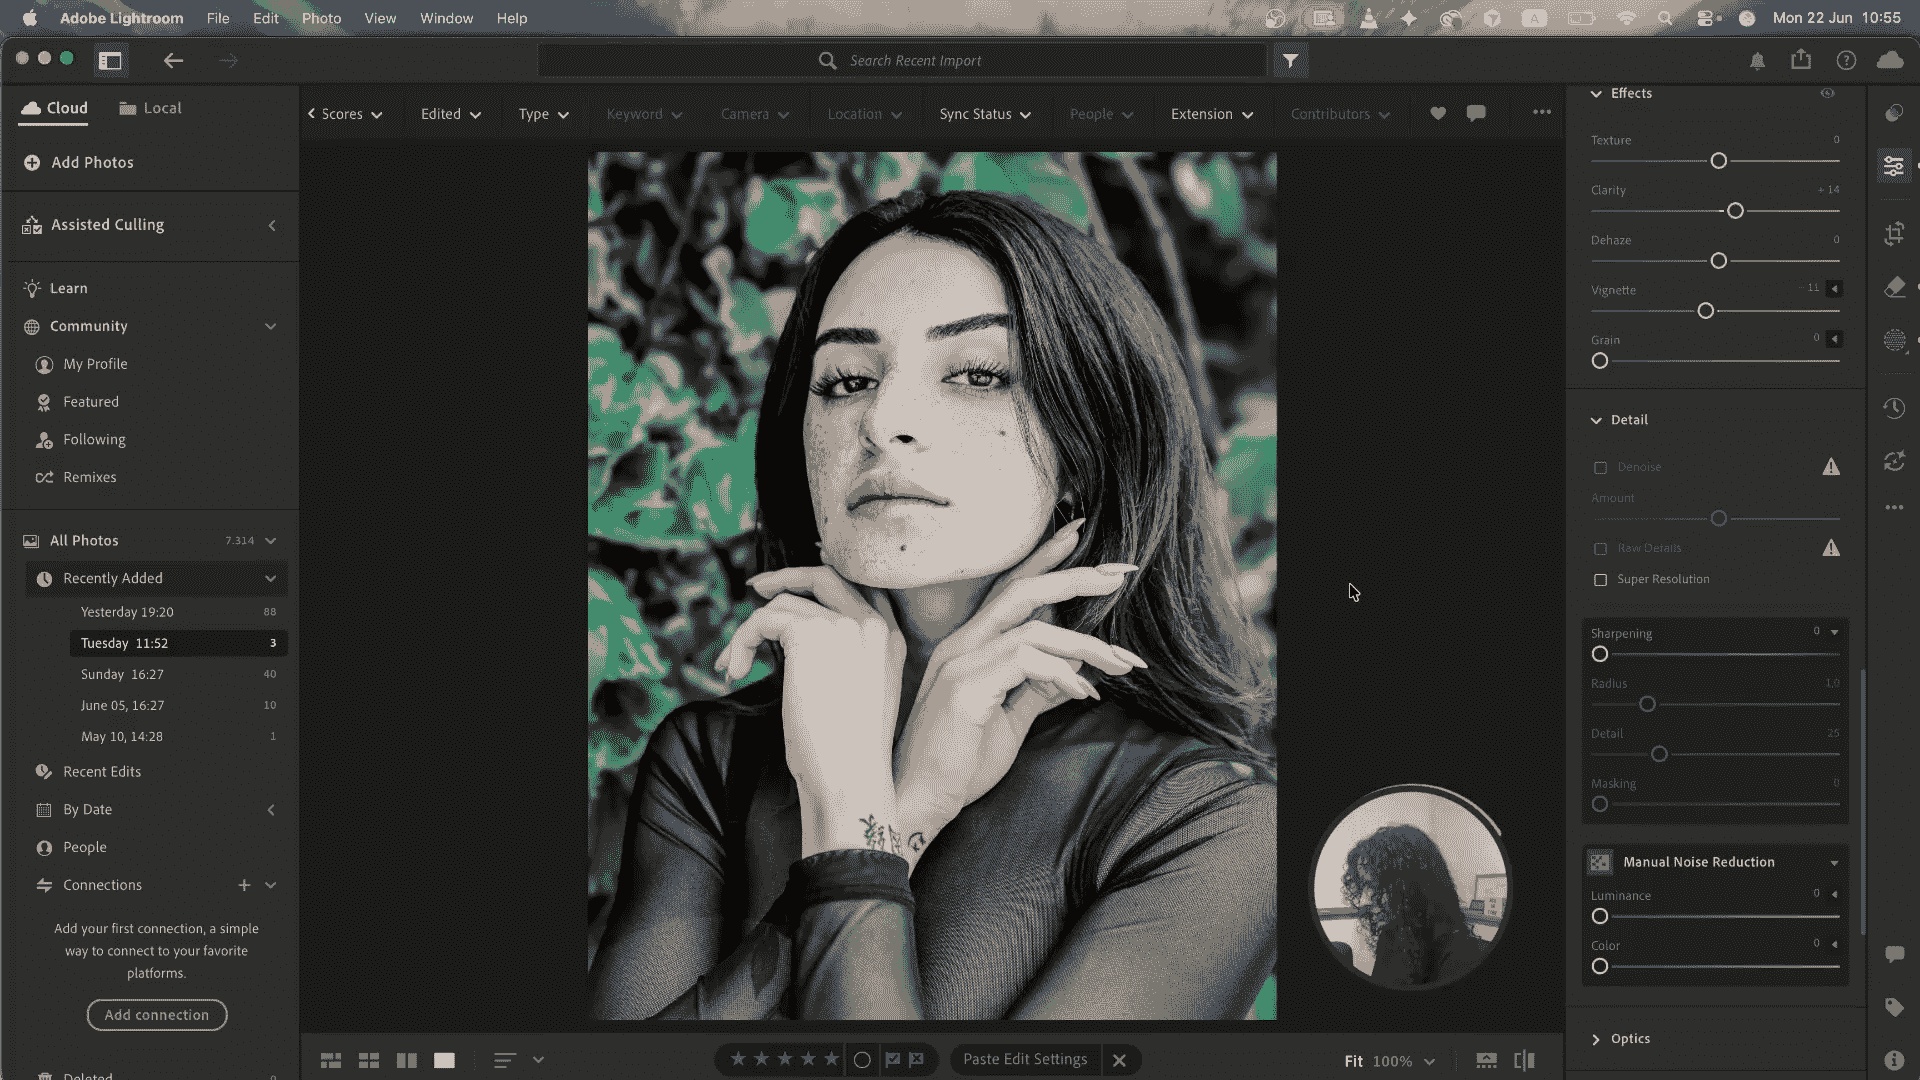 Adobe Lightroom File Edit Photo View Window Help
A
Mon 22 Jun 10:55
Search Recent Import
Cloud Local
Add Photos
Assisted Culling
Learn
Community
My Profile
Featured
Following
Remixes
All Photos 7.314
Recently Added
Yesterday 19:20 88
Tuesday 11:52 3
Sunday 16:27 40
June 05, 16:27 10
May 10, 14:28 1
Recent Edits
By Date
People
Connections
Add your first connection, a simple
way to connect to your favorite
platforms.
Add connection
Deleted 0
Scores Edited Type Keyword Camera Location Sync Status People Extension Contributors
Paste Edit Settings
Fit 100%
Effects
Texture 0
Clarity + 14
Dehaze 0
Vignette - 11
Grain 0
Detail
Denoise
Amount
Raw Details
Super Resolution
Sharpening 0
Radius 1,0
Detail 25
Masking 0
Manual Noise Reduction
Luminance 0
Color 0
Optics